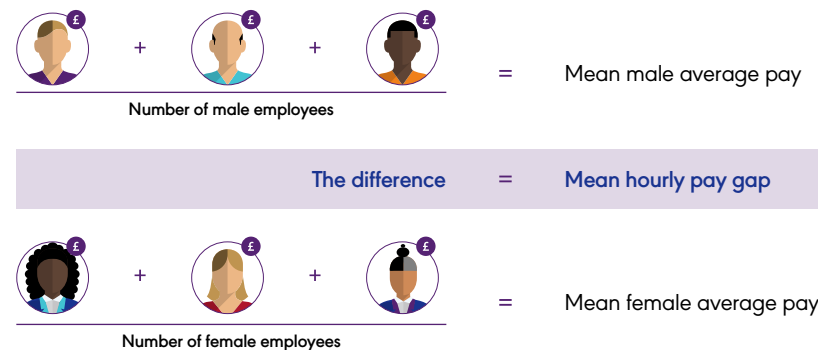 £ + £ + £
Number of male employees
= Mean male average pay
The difference = Mean hourly pay gap
£ + £ + £
Number of female employees
= Mean female average pay